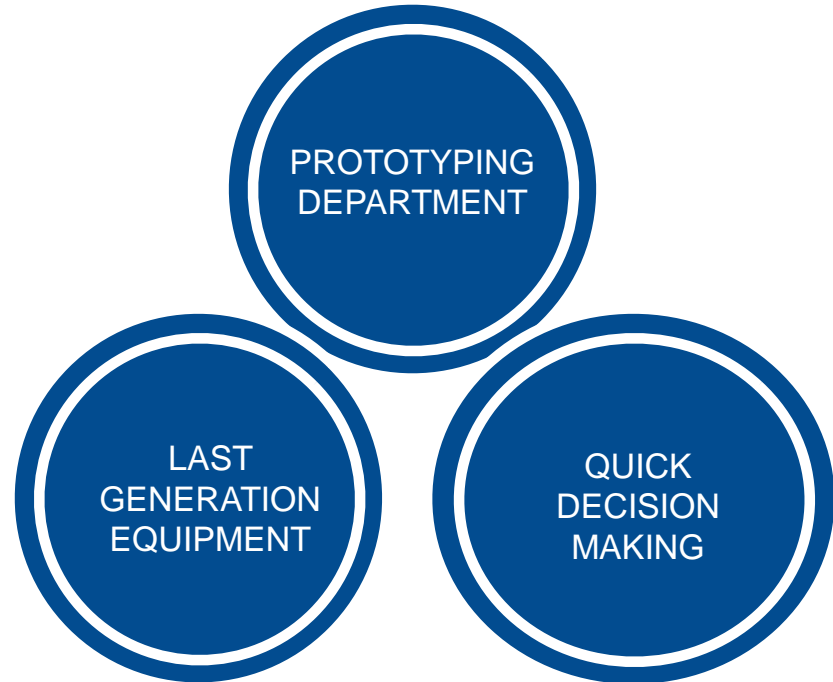 PROTOTYPING
DEPARTMENT
LAST
GENERATION
EQUIPMENT
QUICK
DECISION
MAKING